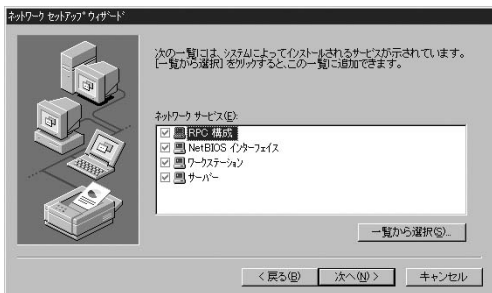 ネットワーク セットアップ ウィザード
次の一覧には、システムによってインストールされるサービスが示されています。
[一覧から選択] をクリックすると、この一覧に追加できます。
ネットワーク サービス(E):
RPC 構成
NetBIOS インターフェイス
ワークステーション
サーバー
一覧から選択(S)...
< 戻る(B)
次へ(N) >
キャンセル